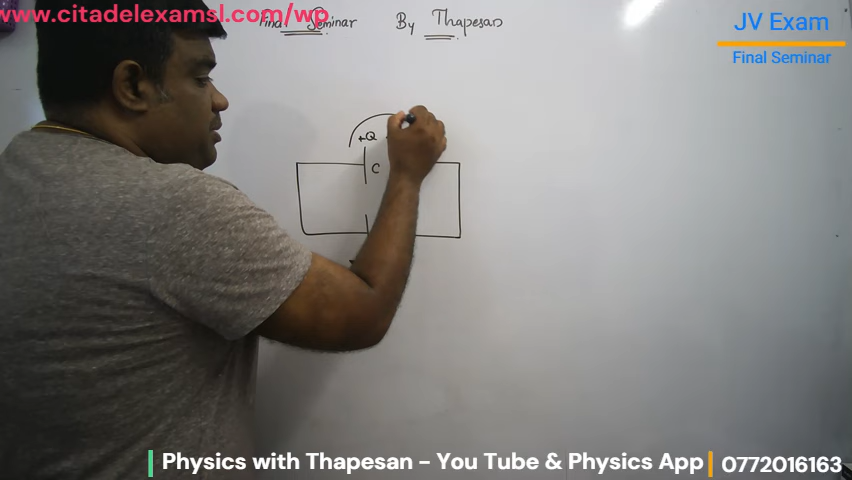 www.citadelexamsl.com/wp
Final Seminar By Thapesan
JV Exam
Final Seminar
+Q
C
Physics with Thapesan - You Tube & Physics App
0772016163